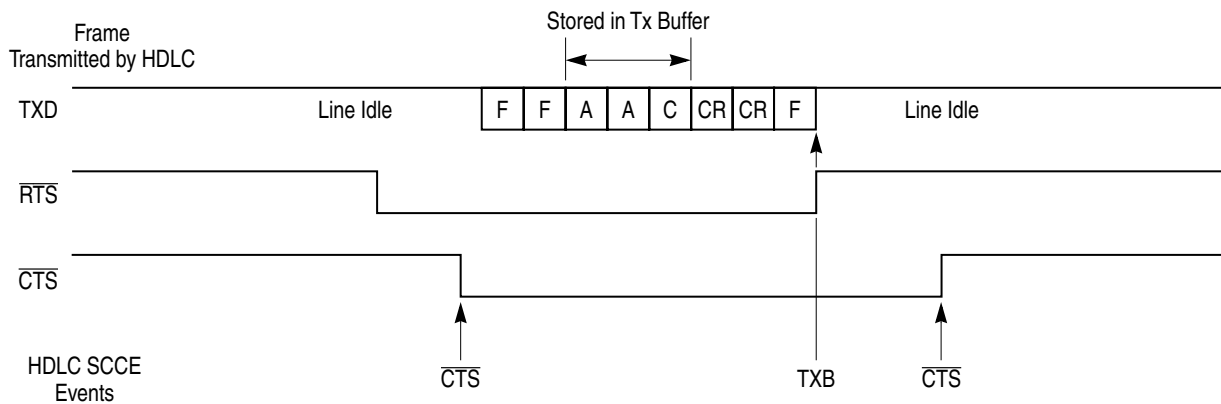 Stored in Tx Buffer
Frame
Transmitted by HDLC
TXD Line Idle F F A A C CR CR F Line Idle
RTS
CTS
HDLC SCCE
Events
CTS TXB CTS